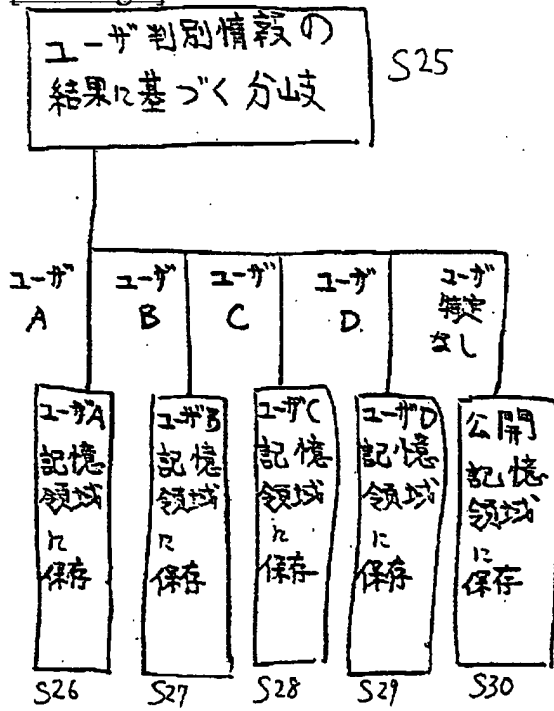 ユーザ判別情報の
結果に基づく分岐
S25
ユーザ
A
ユーザ
B
ユーザ
C
ユーザ
D
ユーザ
特定
なし
ユーザA
記憶
領域
に
保存
ユーザB
記憶
領域
に
保存
ユーザC
記憶
領域
に
保存
ユーザD
記憶
領域
に
保存
公開
記憶
領域
に
保存
S26
S27
S28
S29
S30